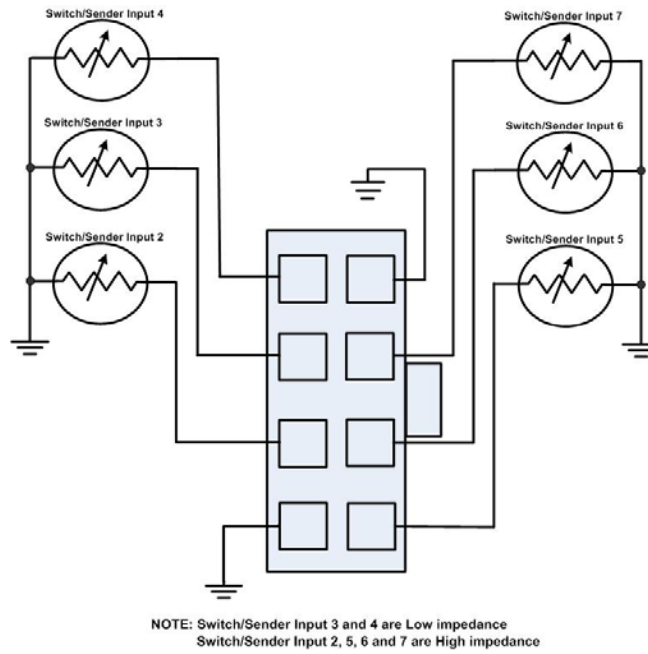 Switch/Sender Input 4
Switch/Sender Input 7
Switch/Sender Input 3
Switch/Sender Input 6
Switch/Sender Input 2
Switch/Sender Input 5
NOTE: Switch/Sender Input 3 and 4 are Low impedance
Switch/Sender Input 2, 5, 6 and 7 are High impedance